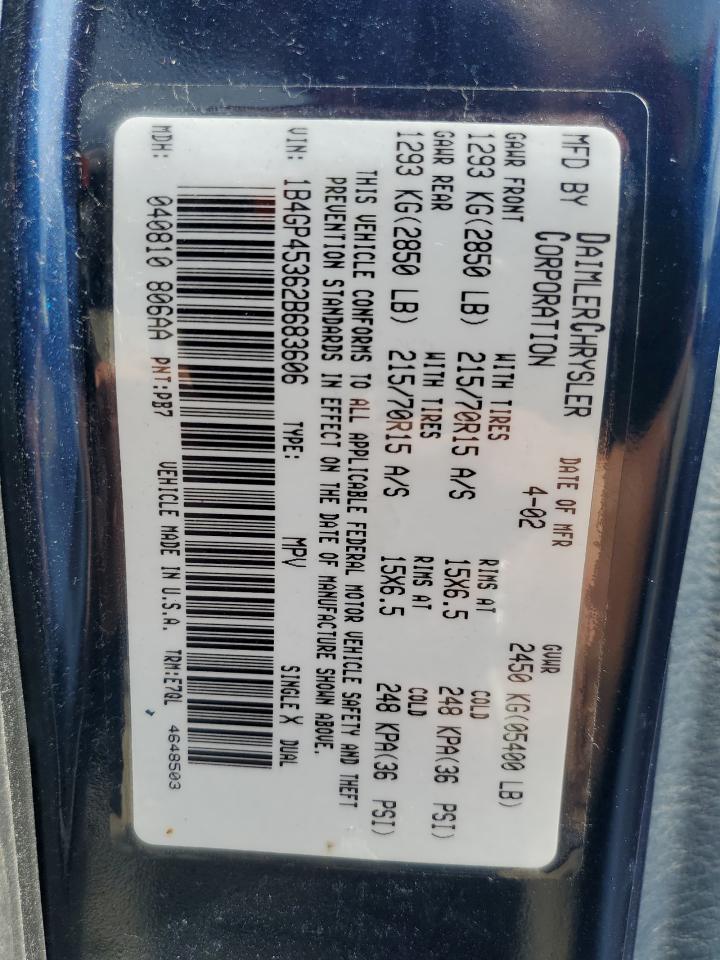 MFD BY DAIMLERCHRYSLER CORPORATION
DATE OF MFR 4-02
GVWR 2450 KG(05400 LB)
GAWR FRONT WITH TIRES RIMS AT COLD
1293 KG(2850 LB) 215/70R15 A/S 15X6.5 248 KPA(36 PSI)
GAWR REAR WITH TIRES RIMS AT COLD
1293 KG(2850 LB) 215/70R15 A/S 15X6.5 248 KPA(36 PSI)
THIS VEHICLE CONFORMS TO ALL APPLICABLE FEDERAL MOTOR VEHICLE SAFETY AND THEFT
PREVENTION STANDARDS IN EFFECT ON THE DATE OF MANUFACTURE SHOWN ABOVE.
VIN: 1B4GP45362B683606 TYPE: MPV SINGLE X DUAL
MDH: 040810 806AA PNT:PB7 VEHICLE MADE IN U.S.A. TRM:E7QL 4648503